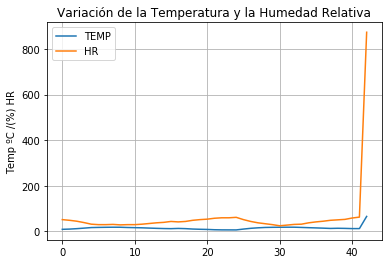 Variación de la Temperatura y la Humedad Relativa
TEMP
HR
Temp ºC /(%) HR
800
600
400
200
0
0 10 20 30 40